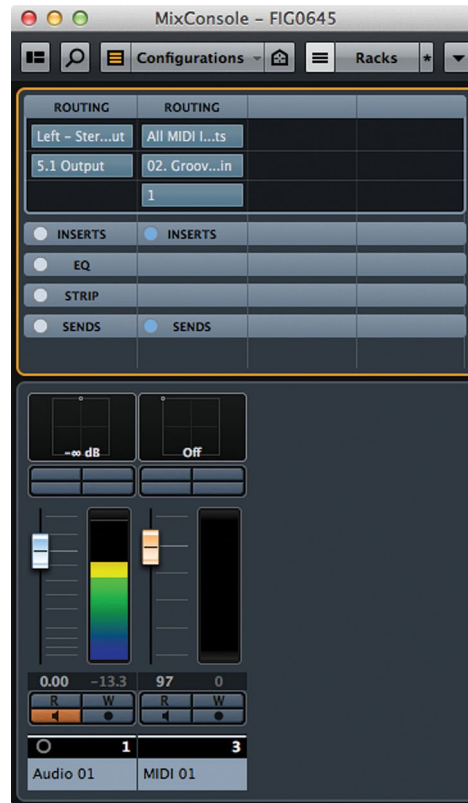 MixConsole – FIG0645
Configurations Racks *
ROUTING ROUTING
Left – Ster...ut All MIDI I...ts
5.1 Output 02. Groov...in
1
INSERTS INSERTS
EQ
STRIP
SENDS SENDS
-∞ dB Off
0.00 -13.3 97 0
R W R W
1 3
Audio 01 MIDI 01